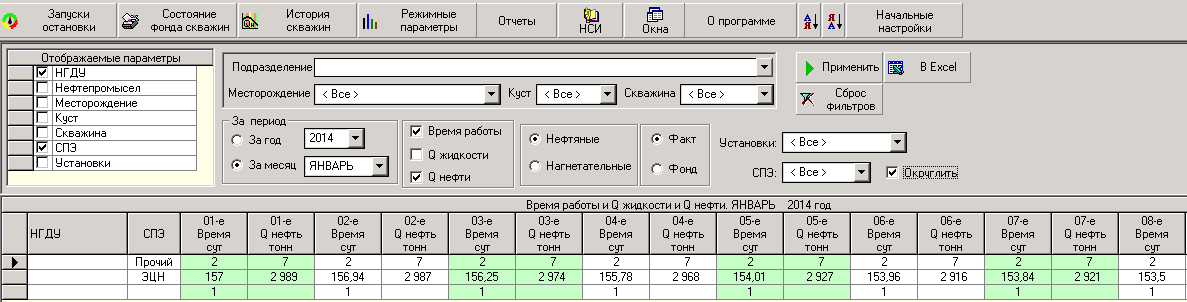 Запуски остановки
Состояние фонда скважин
История скважин
Режимные параметры
Отчеты
НСИ
Окна
О программе
А Я
Я А
Начальные настройки
Отображаемые параметры
НГДУ
Нефтепромысел
Месторождение
Куст
Скважина
СПЭ
Установки
Подразделение
Месторождение < Все > Куст < Все > Скважина < Все >
Применить
В Excel
Сброс фильтров
За период
За год 2014
За месяц ЯНВАРЬ
Время работы
Q жидкости
Q нефти
Нефтяные
Нагнетательные
Факт
Фонд
Установки: < Все >
СПЭ: < Все >
Округлить
Время работы и Q жидкости и Q нефти. ЯНВАРЬ 2014 год
НГДУ СПЭ 01-е Время сут 01-е Q нефть тонн 02-е Время сут 02-е Q нефть тонн 03-е Время сут 03-е Q нефть тонн 04-е Время сут 04-е Q нефть тонн 05-е Время сут 05-е Q нефть тонн 06-е Время сут 06-е Q нефть тонн 07-е Время сут 07-е Q нефть тонн 08-е Время сут
Прочий 2 7 2 7 2 7 2 7 2 7 2 7 2 7 2
ЭЦН 157 2 989 156,94 2 987 156,25 2 974 155,78 2 968 154,01 2 927 153,96 2 916 153,84 2 921 153,5
1 1 1 1 1 1 1 1